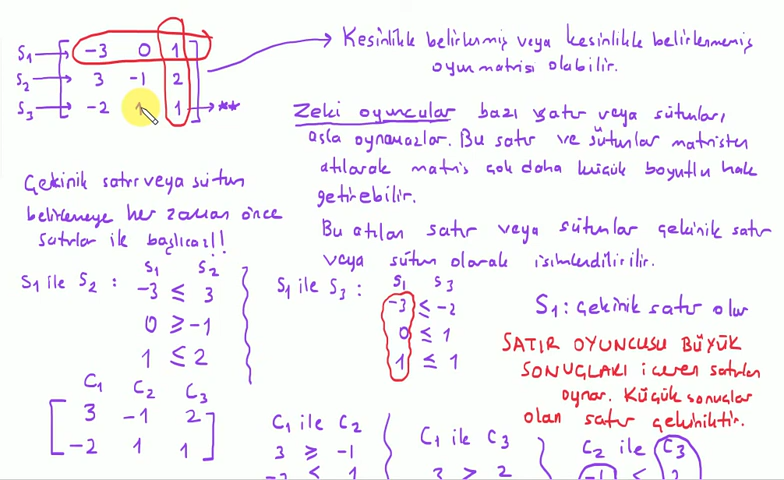 S1 → [ -3 0 1 ]
S2 → [ 3 -1 2 ]
S3 → [ -2 1 1 ] → **
→ Kesinlikle belirlenmiş veya kesinlikle belirlenmemiş
oyun matrisi olabilir.
Zeki oyuncular bazı satır veya sütunları
asla oynamazlar. Bu satır ve sütunlar matristen
atılarak matris çok daha küçük boyutlu hale
getirebilir.
Bu atılan satır veya sütunlar çekinik satır
veya sütun olarak isimlendirilir.
Çekinik satır veya sütun
belirlemeye her zaman önce
satırlar ile başlıcaz!!
S1 ile S2 : S1 S2
-3 ≤ 3
0 ≥ -1
1 ≤ 2
S1 ile S3 : S1 S3
-3 ≤ -2
0 ≤ 1
1 ≤ 1
S1 : Çekinik satır olur
SATIR OYUNCUSU BÜYÜK
SONUÇLARI içeren satırları
oynar. Küçük sonuçlar
olan satır çekiniktir.
C1 C2 C3
[ 3 -1 2 ]
[ -2 1 1 ]
C1 ile C2
3 ≥ -1
-2 < 1
C1 ile C3
3 > 2
C2 ile C3
-1 < 2